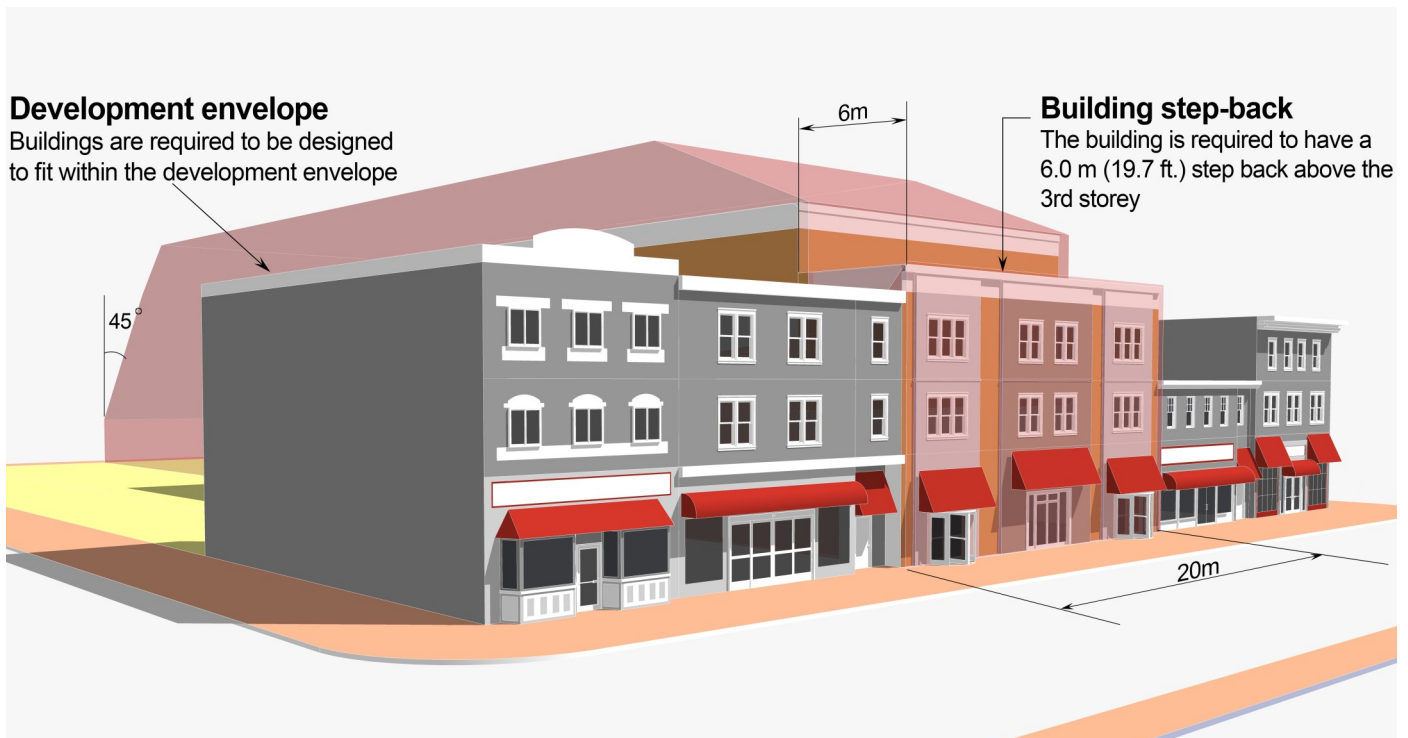 Development envelope
Buildings are required to be designed
to fit within the development envelope
6m
Building step-back
The building is required to have a
6.0 m (19.7 ft.) step back above the
3rd storey
45°
20m